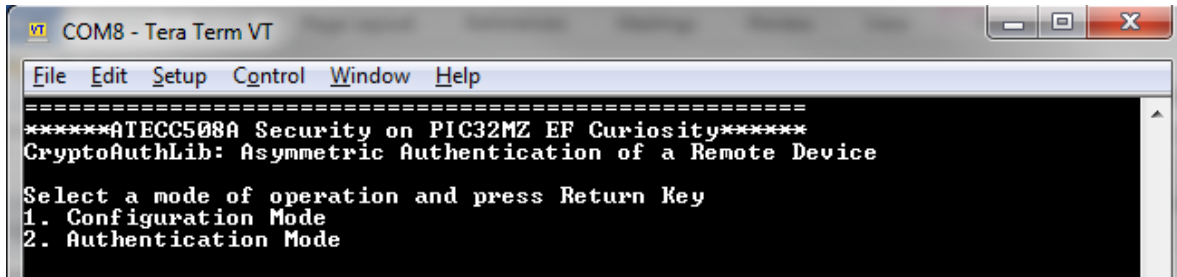 COM8 - Tera Term VT
File Edit Setup Control Window Help
======================================================
******ATECC508A Security on PIC32MZ EF Curiosity******
CryptoAuthLib: Asymmetric Authentication of a Remote Device
Select a mode of operation and press Return Key
1. Configuration Mode
2. Authentication Mode